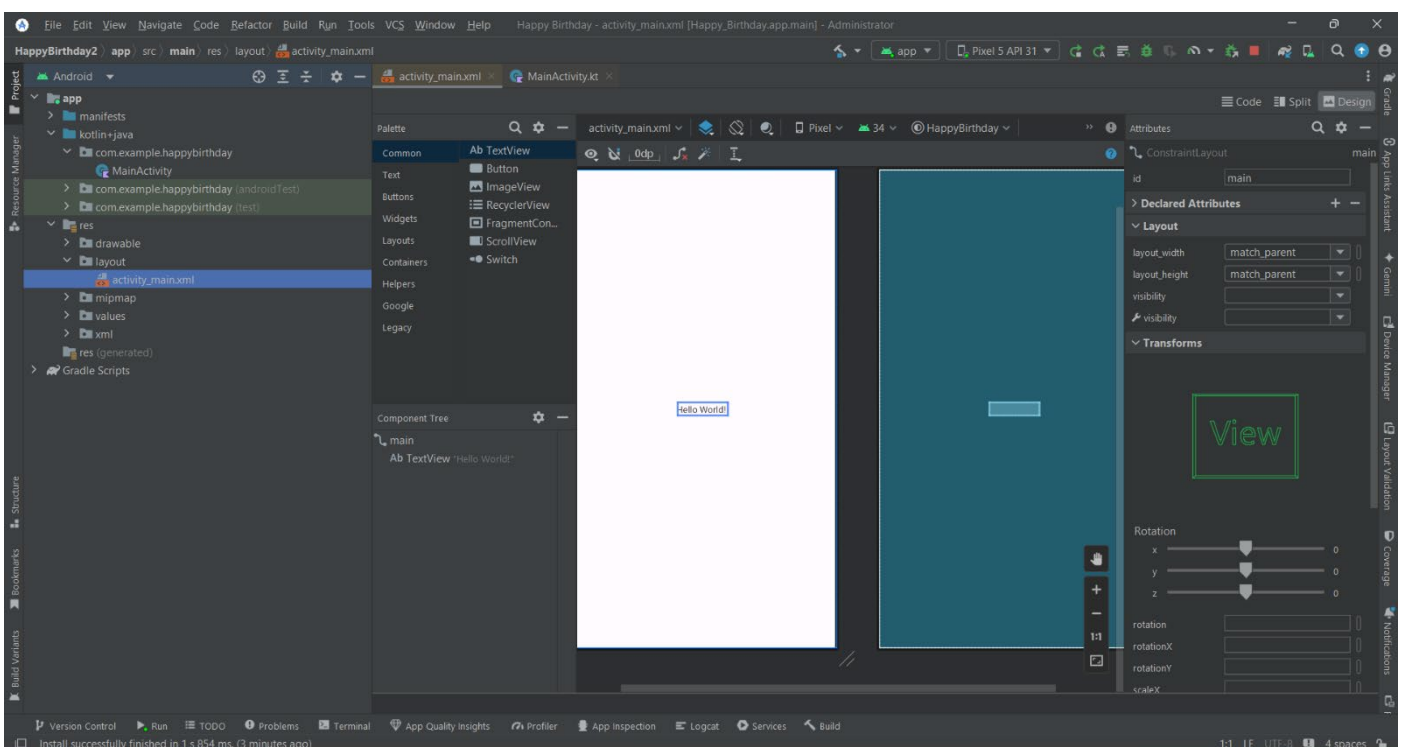 File Edit View Navigate Code Refactor Build Run Tools VCS Window Help Happy Birthday - activity_main.xml [Happy_Birthday.app.main] - Administrator
HappyBirthday2 app src main res layout activity_main.xml
app Pixel 5 API 31
Project
Resource Manager
Structure
Bookmarks
Build Variants
Android
app
manifests
kotlin+java
com.example.happybirthday
MainActivity
com.example.happybirthday (androidTest)
com.example.happybirthday (test)
res
drawable
layout
activity_main.xml
mipmap
values
xml
res (generated)
Gradle Scripts
activity_main.xml MainActivity.kt
Code Split Design
Palette
Common
Text
Buttons
Widgets
Layouts
Containers
Helpers
Google
Legacy
Ab TextView
Button
ImageView
RecyclerView
FragmentCon...
ScrollView
Switch
Component Tree
main
Ab TextView "Hello World!"
activity_main.xml Pixel 34 HappyBirthday
0dp
Hello World!
1:1
Attributes
ConstraintLayout main
id main
Declared Attributes
Layout
layout_width match_parent
layout_height match_parent
visibility
visibility
Transforms
View
Rotation
x 0
y 0
z 0
rotation
rotationX
rotationY
scaleX
Gradle
App Links Assistant
Gemini
Device Manager
Layout Validation
Coverage
Notifications
Version Control Run TODO Problems Terminal App Quality Insights Profiler App Inspection Logcat Services Build
Install successfully finished in 1 s 854 ms. (3 minutes ago)
1:1 LF UTF-8 4 spaces